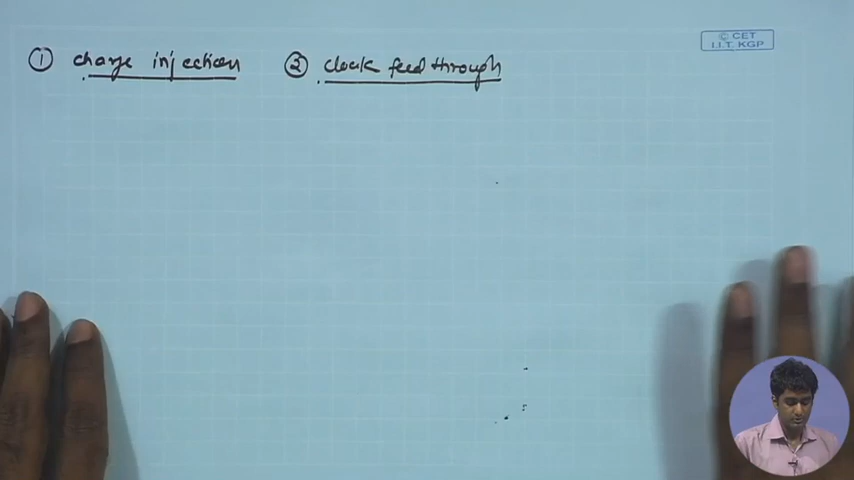 ① charge injection ② clock feed through
© CET
I.I.T. KGP